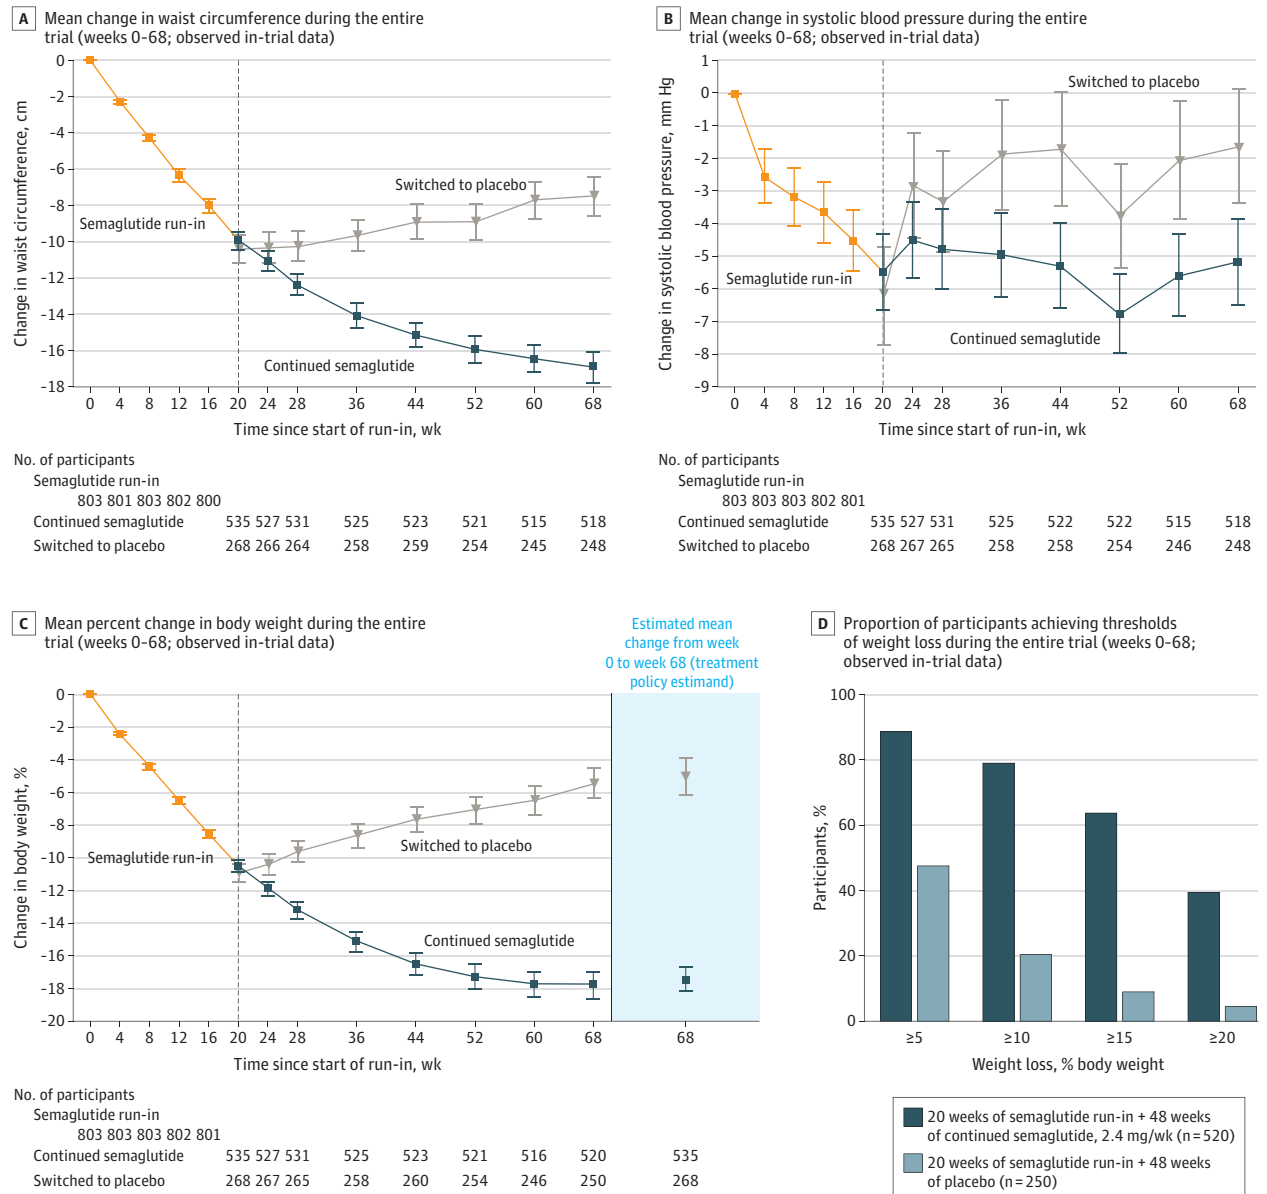 A Mean change in waist circumference during the entire
trial (weeks 0-68; observed in-trial data)
0
-2
-4
-6
-8
-10
-12
-14
-16
-18
Change in waist circumference, cm
Switched to placebo
Semaglutide run-in
Continued semaglutide
0 4 8 12 16 20 24 28 36 44 52 60 68
Time since start of run-in, wk
No. of participants
Semaglutide run-in
803 801 803 802 800
Continued semaglutide 535 527 531 525 523 521 515 518
Switched to placebo 268 266 264 258 259 254 245 248
B Mean change in systolic blood pressure during the entire
trial (weeks 0-68; observed in-trial data)
1
0
-1
-2
-3
-4
-5
-6
-7
-8
-9
Change in systolic blood pressure, mm Hg
Switched to placebo
Semaglutide run-in
Continued semaglutide
0 4 8 12 16 20 24 28 36 44 52 60 68
Time since start of run-in, wk
No. of participants
Semaglutide run-in
803 803 803 802 801
Continued semaglutide 535 527 531 525 522 522 515 518
Switched to placebo 268 267 265 258 258 254 246 248
C Mean percent change in body weight during the entire
trial (weeks 0-68; observed in-trial data)
Estimated mean
change from week
0 to week 68 (treatment
policy estimand)
0
-2
-4
-6
-8
-10
-12
-14
-16
-18
-20
Change in body weight, %
Semaglutide run-in
Switched to placebo
Continued semaglutide
0 4 8 12 16 20 24 28 36 44 52 60 68 68
Time since start of run-in, wk
No. of participants
Semaglutide run-in
803 803 803 802 801
Continued semaglutide 535 527 531 525 523 521 516 520 535
Switched to placebo 268 267 265 258 260 254 246 250 268
D Proportion of participants achieving thresholds
of weight loss during the entire trial (weeks 0-68;
observed in-trial data)
100
80
60
40
20
0
Participants, %
≥5 ≥10 ≥15 ≥20
Weight loss, % body weight
20 weeks of semaglutide run-in + 48 weeks
of continued semaglutide, 2.4 mg/wk (n=520)
20 weeks of semaglutide run-in + 48 weeks
of placebo (n=250)